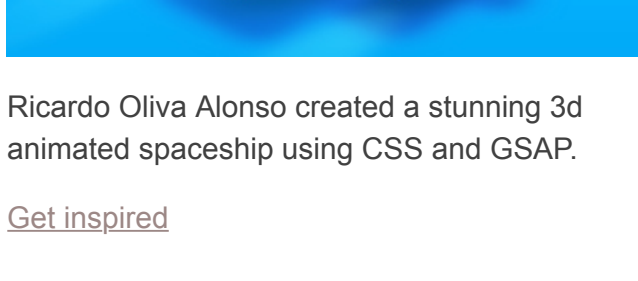 Ricardo Oliva Alonso created a stunning 3d
animated spaceship using CSS and GSAP.
Get inspired